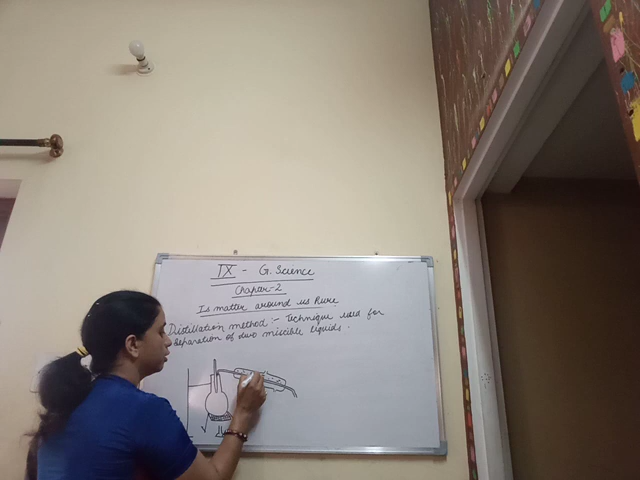 IX - G. Science
Chapter-2
Is matter around us Pure
Distillation method :- Technique used for
Separation of two miscible liquids.